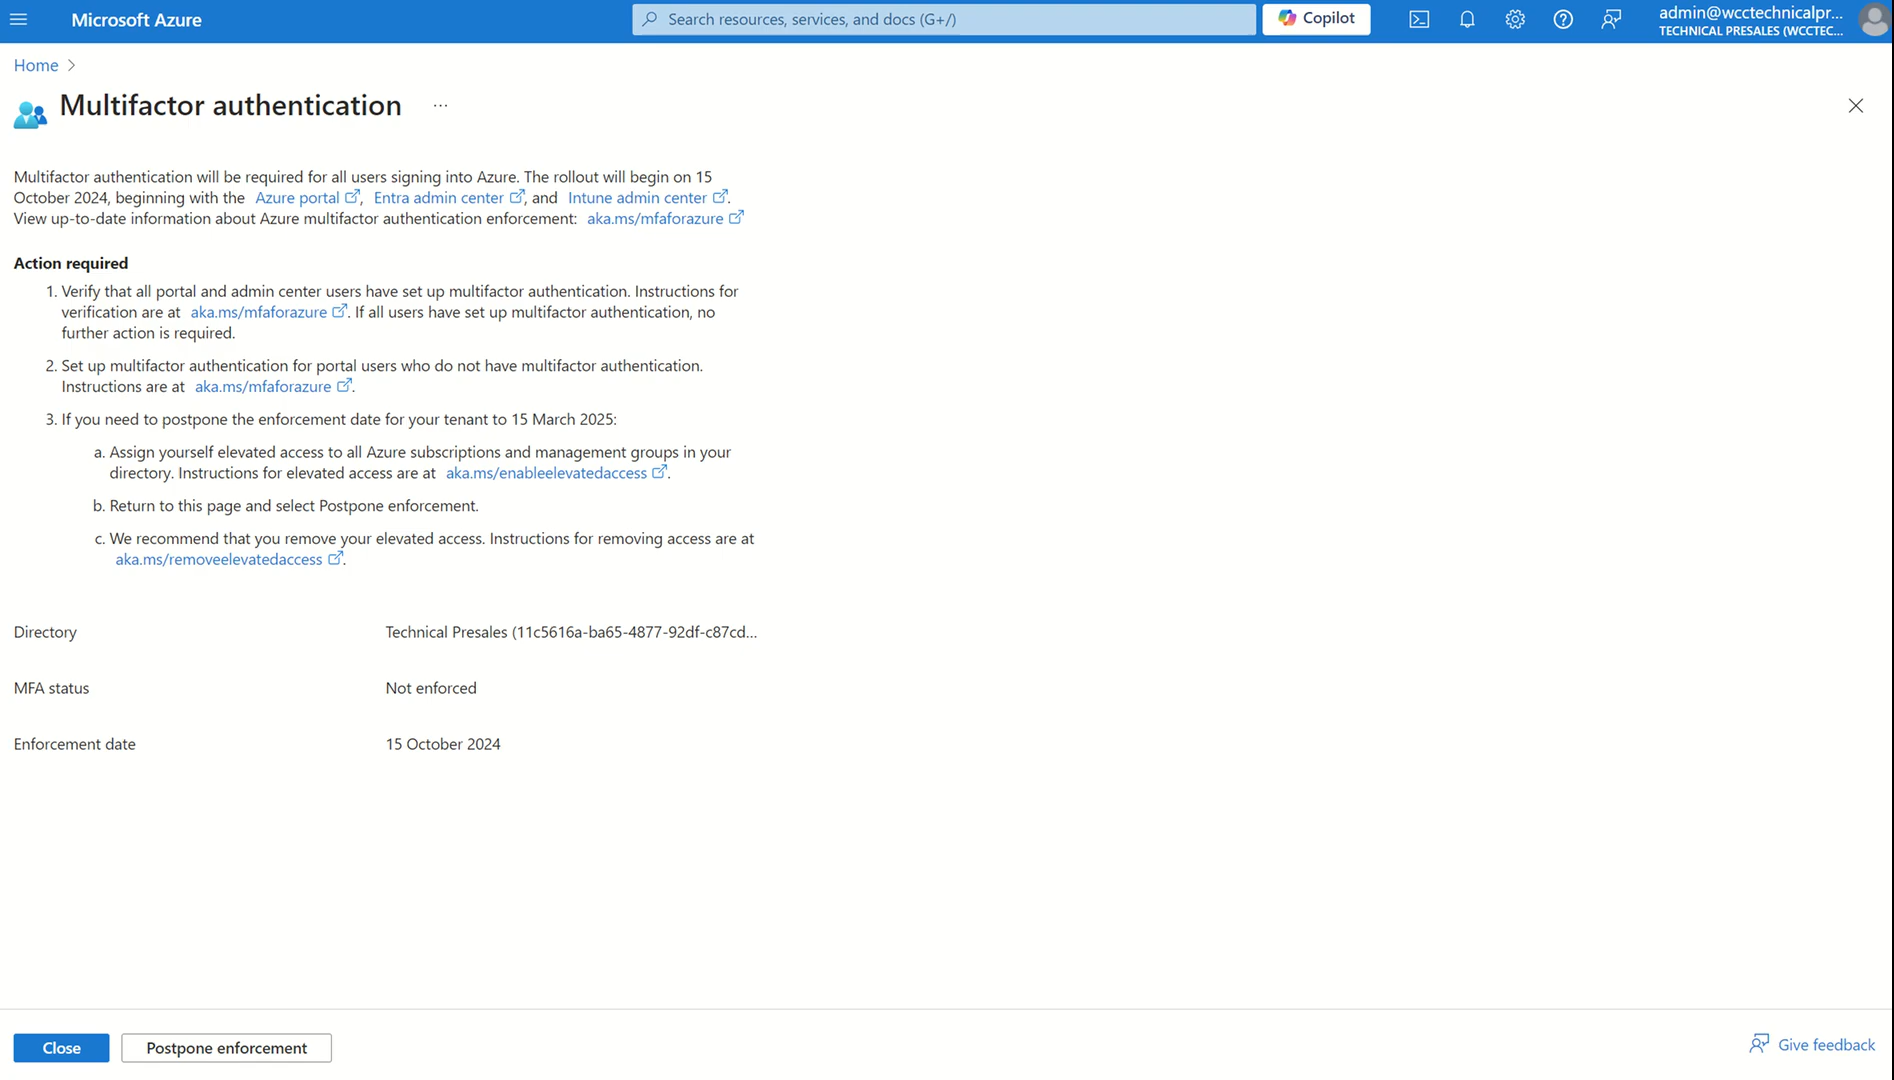 Microsoft Azure
Search resources, services, and docs (G+/)
Copilot
admin@wcctechnicalpr...
TECHNICAL PRESALES (WCCTEC...
Home
Multifactor authentication ...
Multifactor authentication will be required for all users signing into Azure. The rollout will begin on 15
October 2024, beginning with the Azure portal, Entra admin center, and Intune admin center.
View up-to-date information about Azure multifactor authentication enforcement: aka.ms/mfaforazure
Action required
1. Verify that all portal and admin center users have set up multifactor authentication. Instructions for
verification are at aka.ms/mfaforazure. If all users have set up multifactor authentication, no
further action is required.
2. Set up multifactor authentication for portal users who do not have multifactor authentication.
Instructions are at aka.ms/mfaforazure.
3. If you need to postpone the enforcement date for your tenant to 15 March 2025:
a. Assign yourself elevated access to all Azure subscriptions and management groups in your
directory. Instructions for elevated access are at aka.ms/enableelevatedaccess.
b. Return to this page and select Postpone enforcement.
c. We recommend that you remove your elevated access. Instructions for removing access are at
aka.ms/removeelevatedaccess.
Directory Technical Presales (11c5616a-ba65-4877-92df-c87cd...
MFA status Not enforced
Enforcement date 15 October 2024
Close
Postpone enforcement
Give feedback